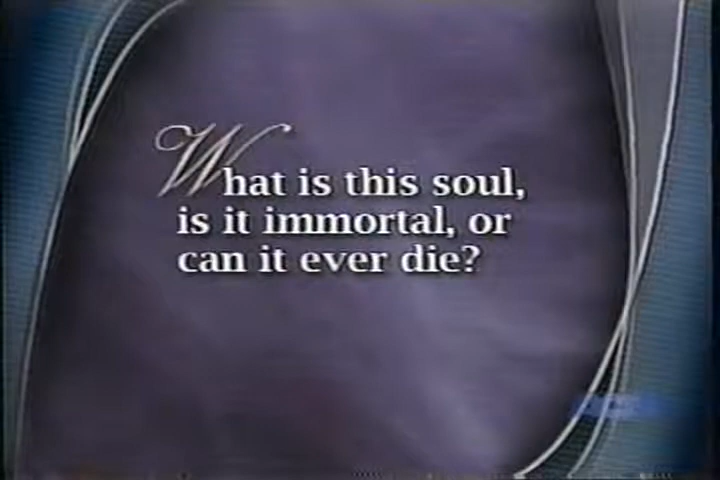 What is this soul,
is it immortal, or
can it ever die?